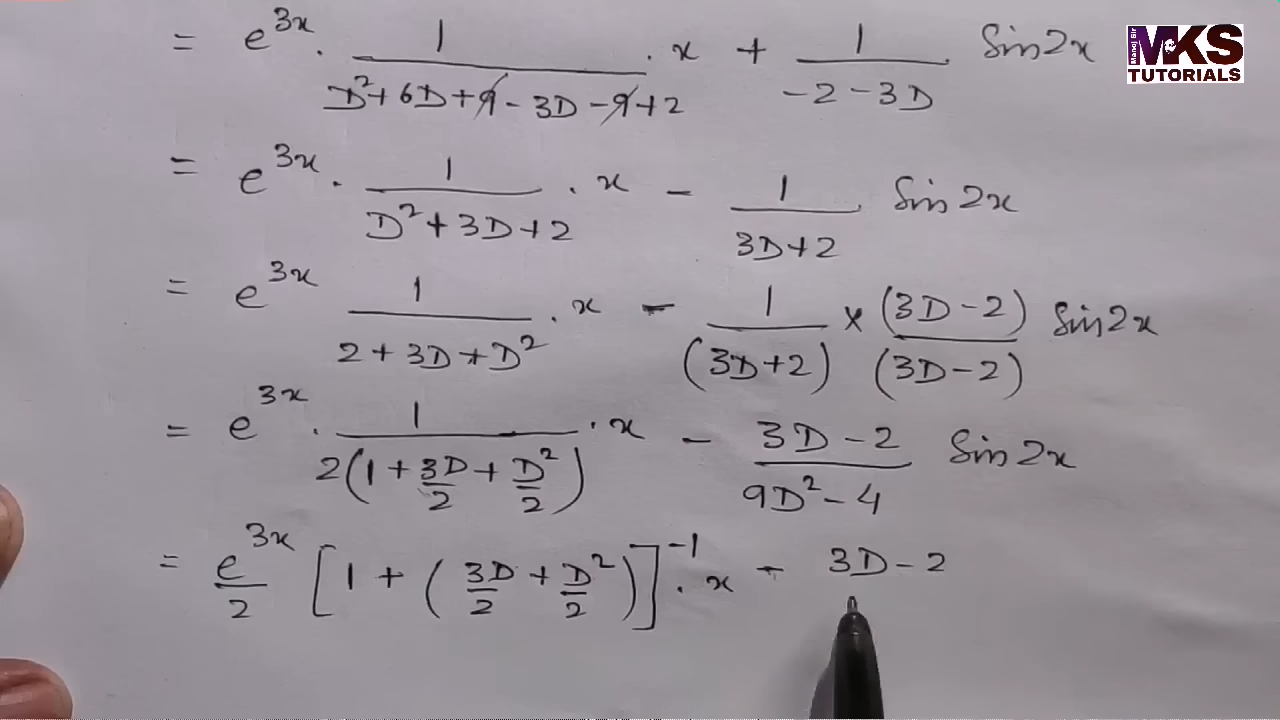 Manoj Sir
MKS
TUTORIALS
= e^{3x} · 1/(D²+6D+9-3D-9+2) · x + 1/(-2-3D) Sin2x
= e^{3x} · 1/(D²+3D+2) · x - 1/(3D+2) Sin2x
= e^{3x} 1/(2+3D+D²) · x - 1/(3D+2) × (3D-2)/(3D-2) Sin2x
= e^{3x} · 1/(2(1+3D/2+D²/2)) · x - (3D-2)/(9D²-4) Sin2x
= e^{3x}/2 [1+(3D/2+D²/2)]^{-1} · x - 3D-2